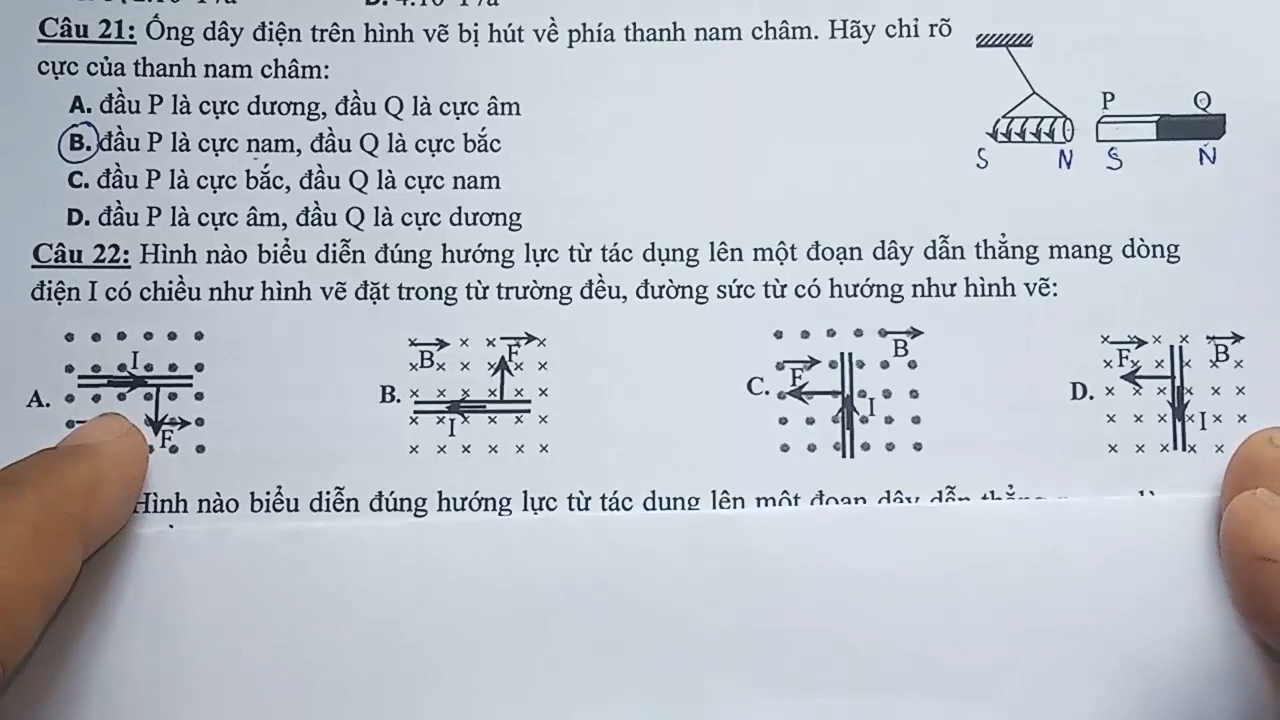 Câu 21: Ống dây điện trên hình vẽ bị hút về phía thanh nam châm. Hãy chỉ rõ
cực của thanh nam châm:
A. đầu P là cực dương, đầu Q là cực âm
B. đầu P là cực nam, đầu Q là cực bắc
C. đầu P là cực bắc, đầu Q là cực nam
D. đầu P là cực âm, đầu Q là cực dương
P Q
S N S N
Câu 22: Hình nào biểu diễn đúng hướng lực từ tác dụng lên một đoạn dây dẫn thẳng mang dòng
điện I có chiều như hình vẽ đặt trong từ trường đều, đường sức từ có hướng như hình vẽ:
A. I F
B. B F I
C. F B I
D. F B I
Hình nào biểu diễn đúng hướng lực từ tác dụng lên một đoạn dây dẫn